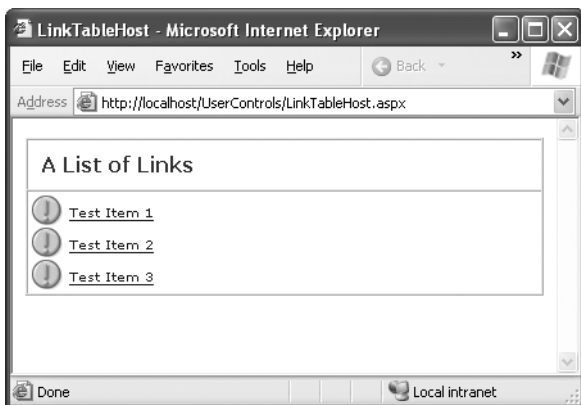 LinkTableHost - Microsoft Internet Explorer
File Edit View Favorites Tools Help Back »
Address http://localhost/UserControls/LinkTableHost.aspx
A List of Links
! Test Item 1
! Test Item 2
! Test Item 3
Done Local intranet